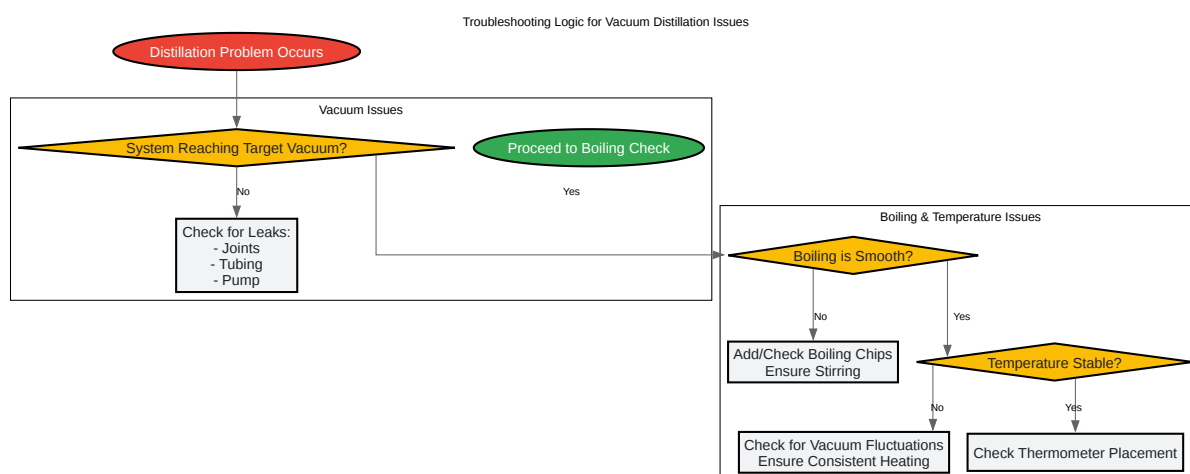 Troubleshooting Logic for Vacuum Distillation Issues
Distillation Problem Occurs
Vacuum Issues
System Reaching Target Vacuum?
Proceed to Boiling Check
No
Yes
Check for Leaks:
- Joints
- Tubing
- Pump
Boiling & Temperature Issues
Boiling is Smooth?
No
Yes
Add/Check Boiling Chips
Ensure Stirring
Temperature Stable?
No
Yes
Check for Vacuum Fluctuations
Ensure Consistent Heating
Check Thermometer Placement